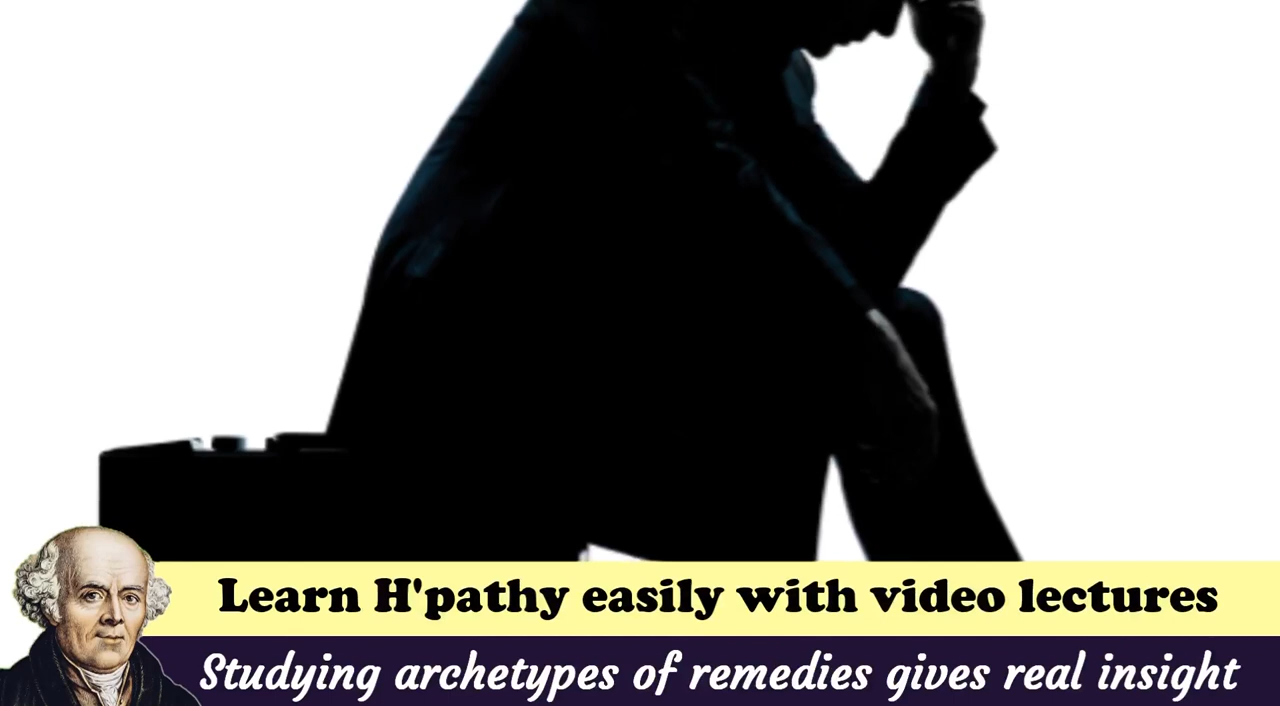 Learn H'pathy easily with video lectures
Studying archetypes of remedies gives real insight